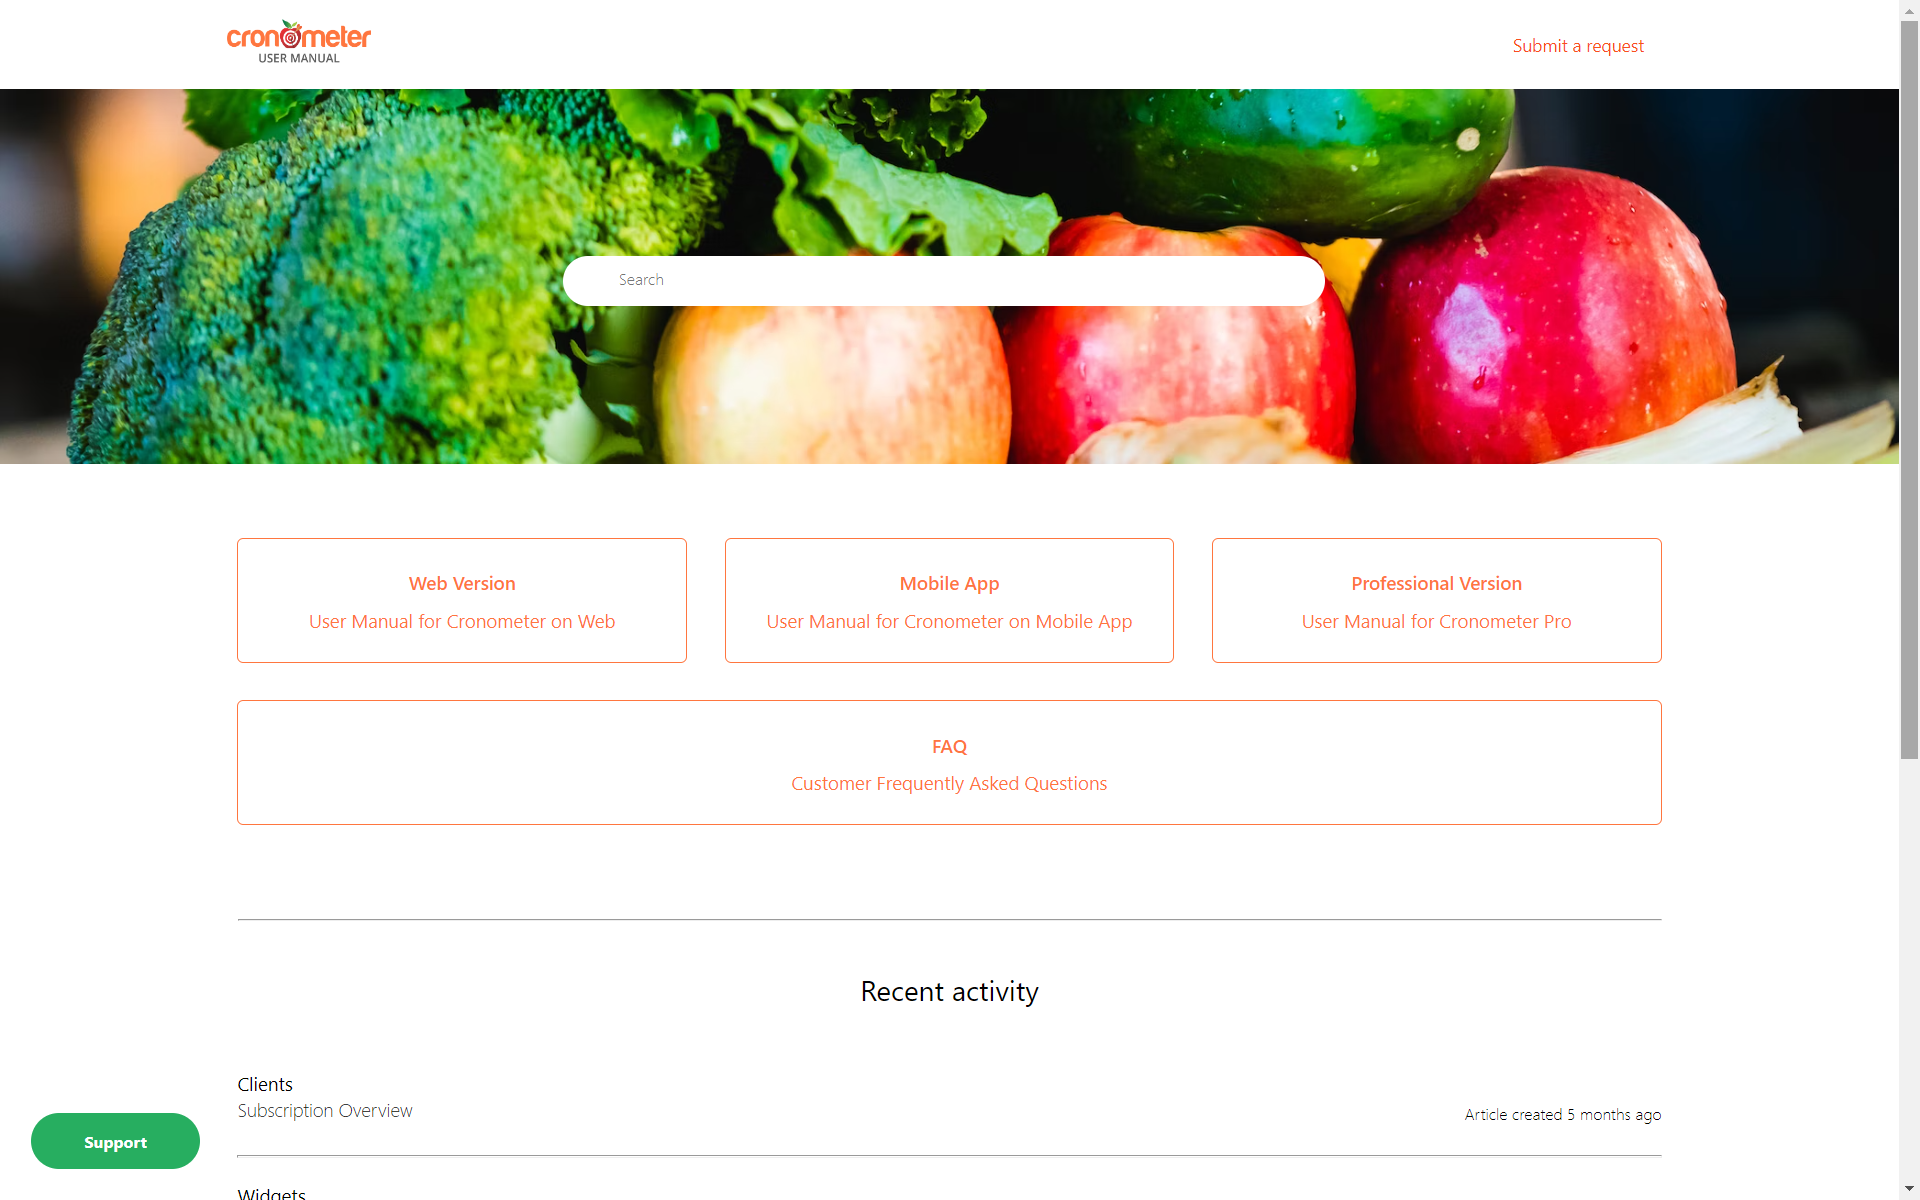 cronometer
USER MANUAL
Submit a request
Search
Web Version
User Manual for Cronometer on Web
Mobile App
User Manual for Cronometer on Mobile App
Professional Version
User Manual for Cronometer Pro
FAQ
Customer Frequently Asked Questions
Recent activity
Clients
Subscription Overview
Article created 5 months ago
Support
Widgets